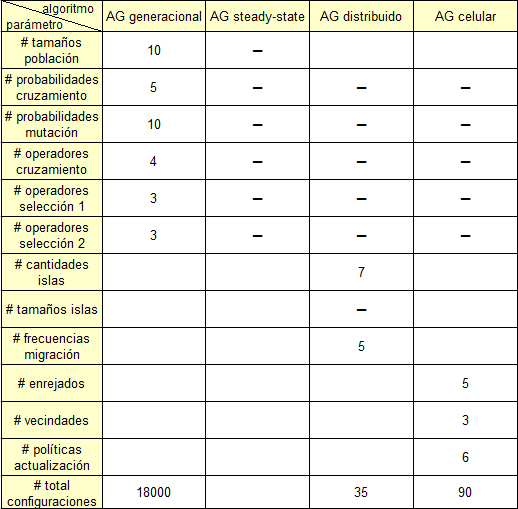 algoritmo
parámetro
AG generacional AG steady-state AG distribuido AG celular
# tamaños
población
10 –
# probabilidades
cruzamiento
5 – – –
# probabilidades
mutación
10 – – –
# operadores
cruzamiento
4 – – –
# operadores
selección 1
3 – – –
# operadores
selección 2
3 – – –
# cantidades
islas
7
# tamaños islas –
# frecuencias
migración
5
# enrejados 5
# vecindades 3
# políticas
actualización
6
# total
configuraciones
18000 35 90